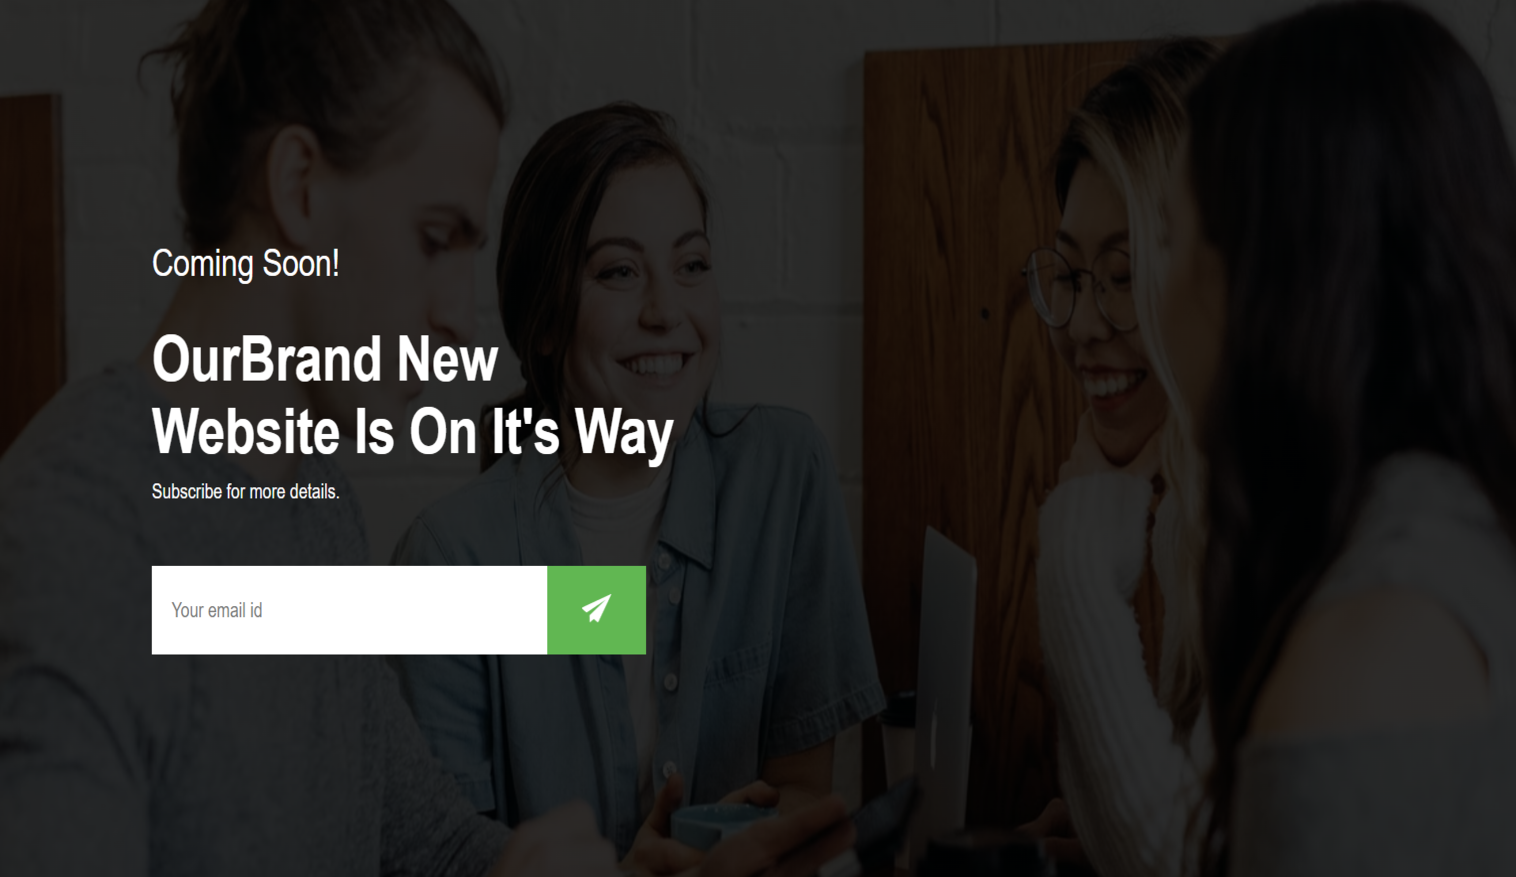 Coming Soon!
OurBrand New
Website Is On It's Way
Subscribe for more details.
Your email id